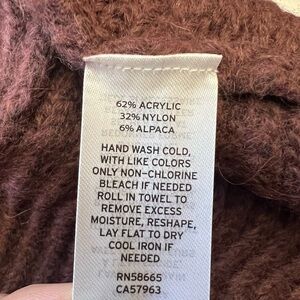 62% ACRYLIC
32% NYLON
6% ALPACA
HAND WASH COLD,
WITH LIKE COLORS
ONLY NON-CHLORINE
BLEACH IF NEEDED
ROLL IN TOWEL TO
REMOVE EXCESS
MOISTURE, RESHAPE,
LAY FLAT TO DRY
COOL IRON IF
NEEDED
RN58665
CA57963